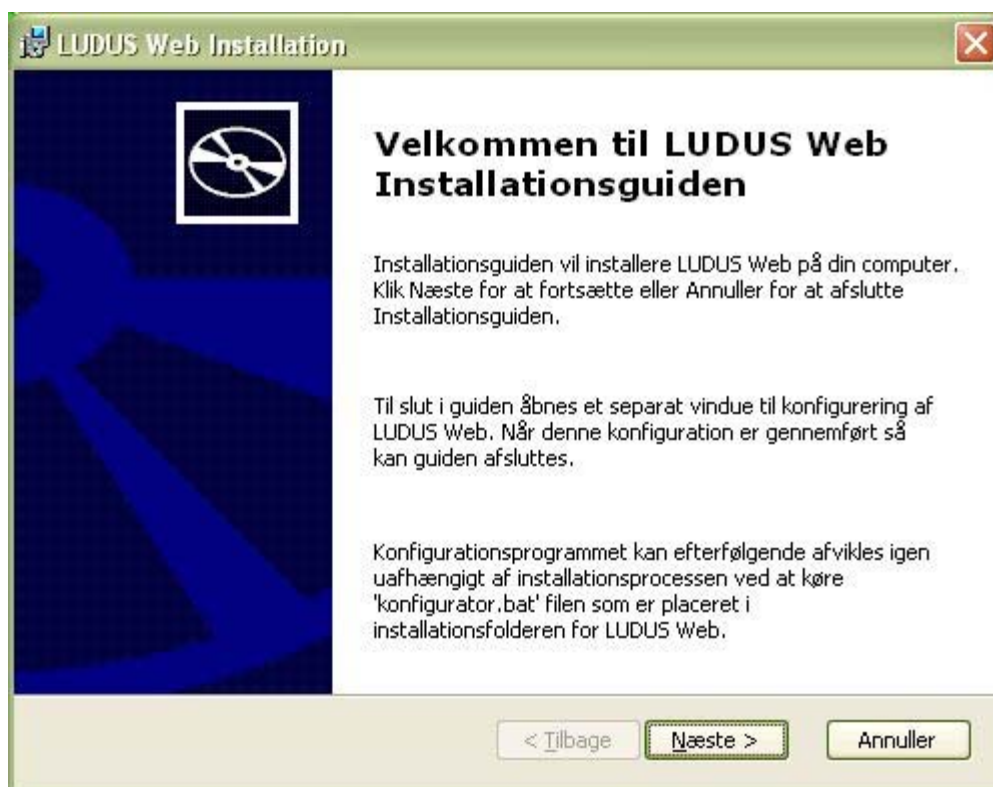 LUDUS Web Installation
Velkommen til LUDUS Web
Installationsguiden
Installationsguiden vil installere LUDUS Web på din computer.
Klik Næste for at fortsætte eller Annuller for at afslutte
Installationsguiden.
Til slut i guiden åbnes et separat vindue til konfigurering af
LUDUS Web. Når denne konfiguration er gennemført så
kan guiden afsluttes.
Konfigurationsprogrammet kan efterfølgende afvikles igen
uafhængigt af installationsprocessen ved at køre
'konfigurator.bat' filen som er placeret i
installationsfolderen for LUDUS Web.
< Tilbage
Næste >
Annuller